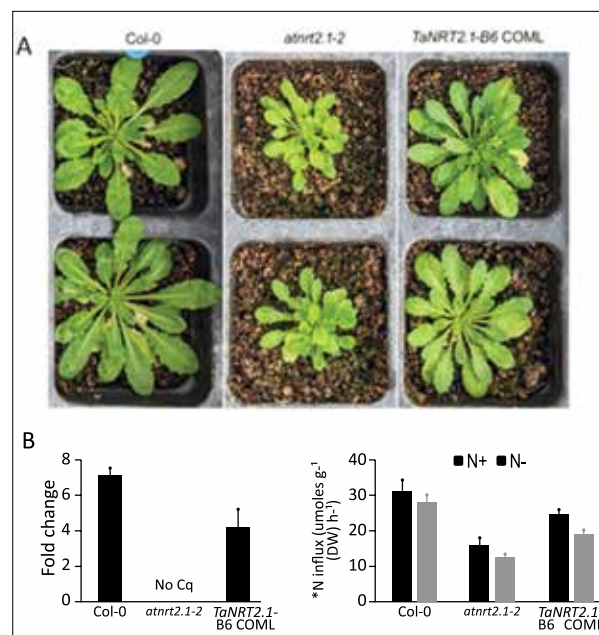 A
Col-0 atnrt2.1-2 TaNRT2.1-B6 COML
B
Fold change
8
6
4
2
0
No Cq
Col-0 atnrt2.1-2 TaNRT2.1-
B6 COML
*N influx (umoles g-1
(DW) h-1)
40
30
20
10
0
N+ N-
Col-0 atnrt2.1-2 TaNRT2.1-
B6 COML